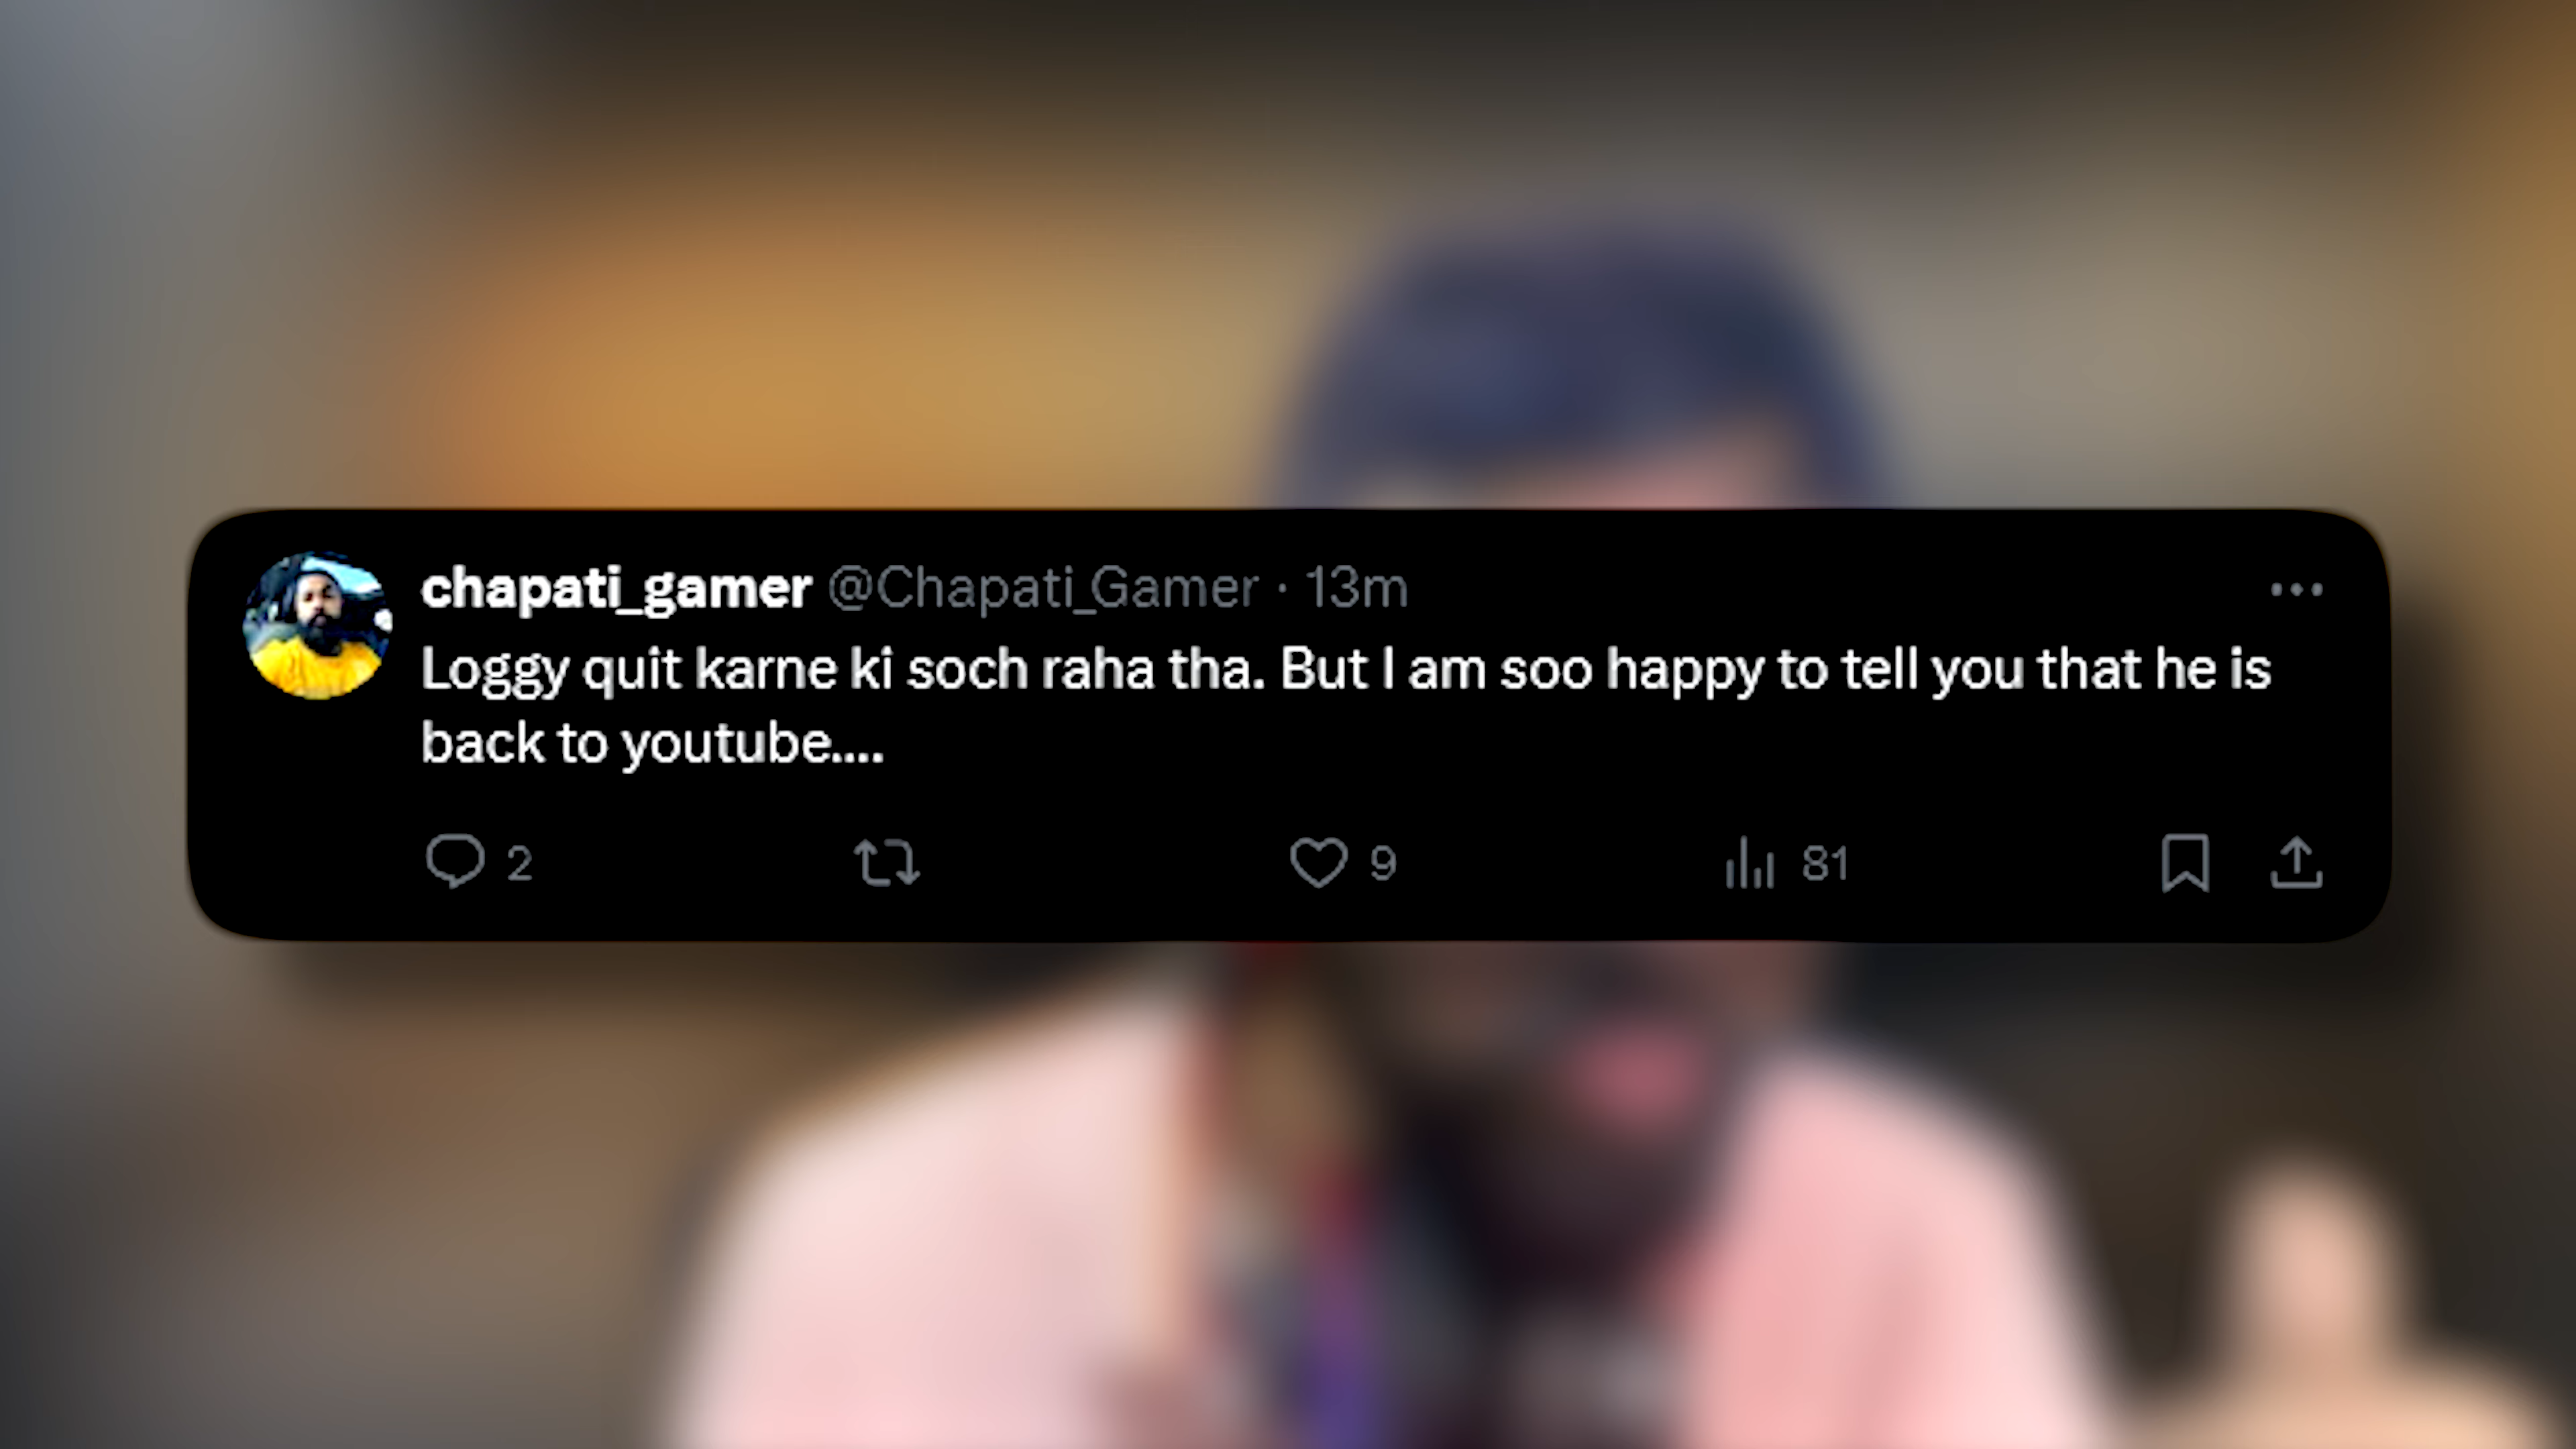 chapati_gamer @Chapati_Gamer · 13m
Loggy quit karne ki soch raha tha. But I am soo happy to tell you that he is
back to youtube....
2 9 81